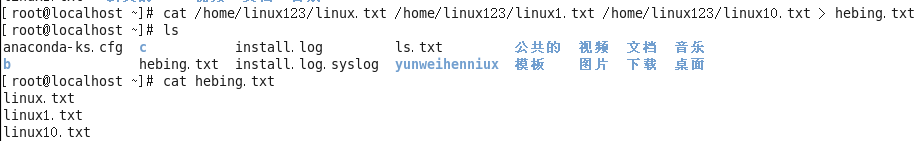 [root@localhost ~]# cat /home/linux123/linux.txt /home/linux123/linux1.txt /home/linux123/linux10.txt > hebing.txt
[root@localhost ~]# ls
anaconda-ks.cfg c install.log ls.txt 公共的 视频 文档 音乐
b hebing.txt install.log.syslog yunweihenniux 模板 图片 下载 桌面
[root@localhost ~]# cat hebing.txt
linux.txt
linux1.txt
linux10.txt